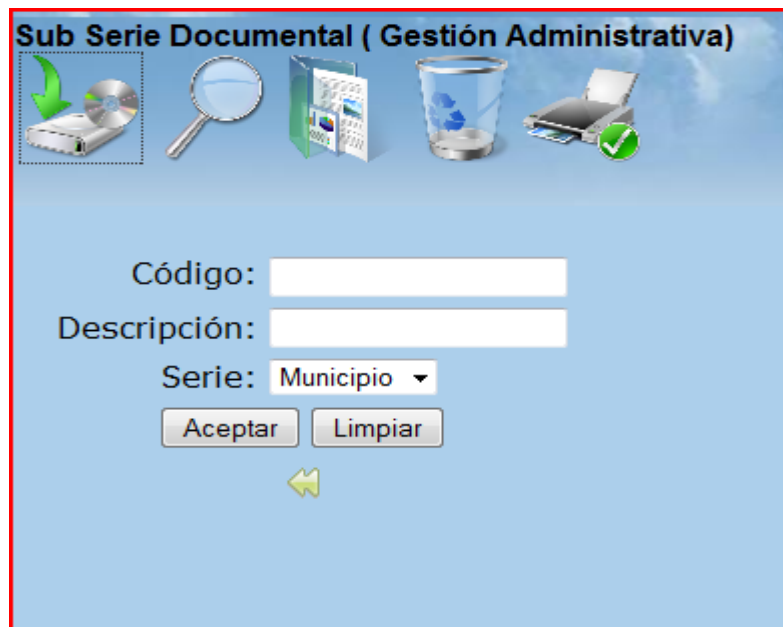 Sub Serie Documental ( Gestión Administrativa)
Código:
Descripción:
Serie: Municipio
Aceptar Limpiar